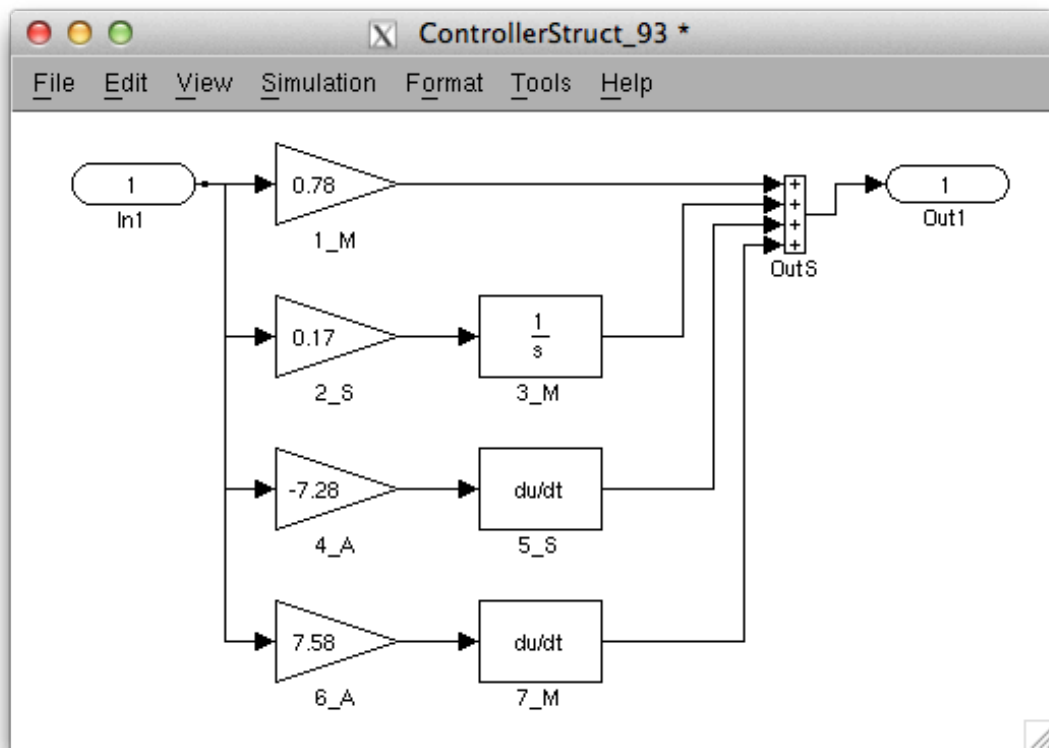 X ControllerStruct_93 *
File Edit View Simulation Format Tools Help
1
In1
0.78
1_M
+
+
+
+
OutS
1
Out1
0.17
2_S
1
s
3_M
-7.28
4_A
du/dt
5_S
7.58
6_A
du/dt
7_M